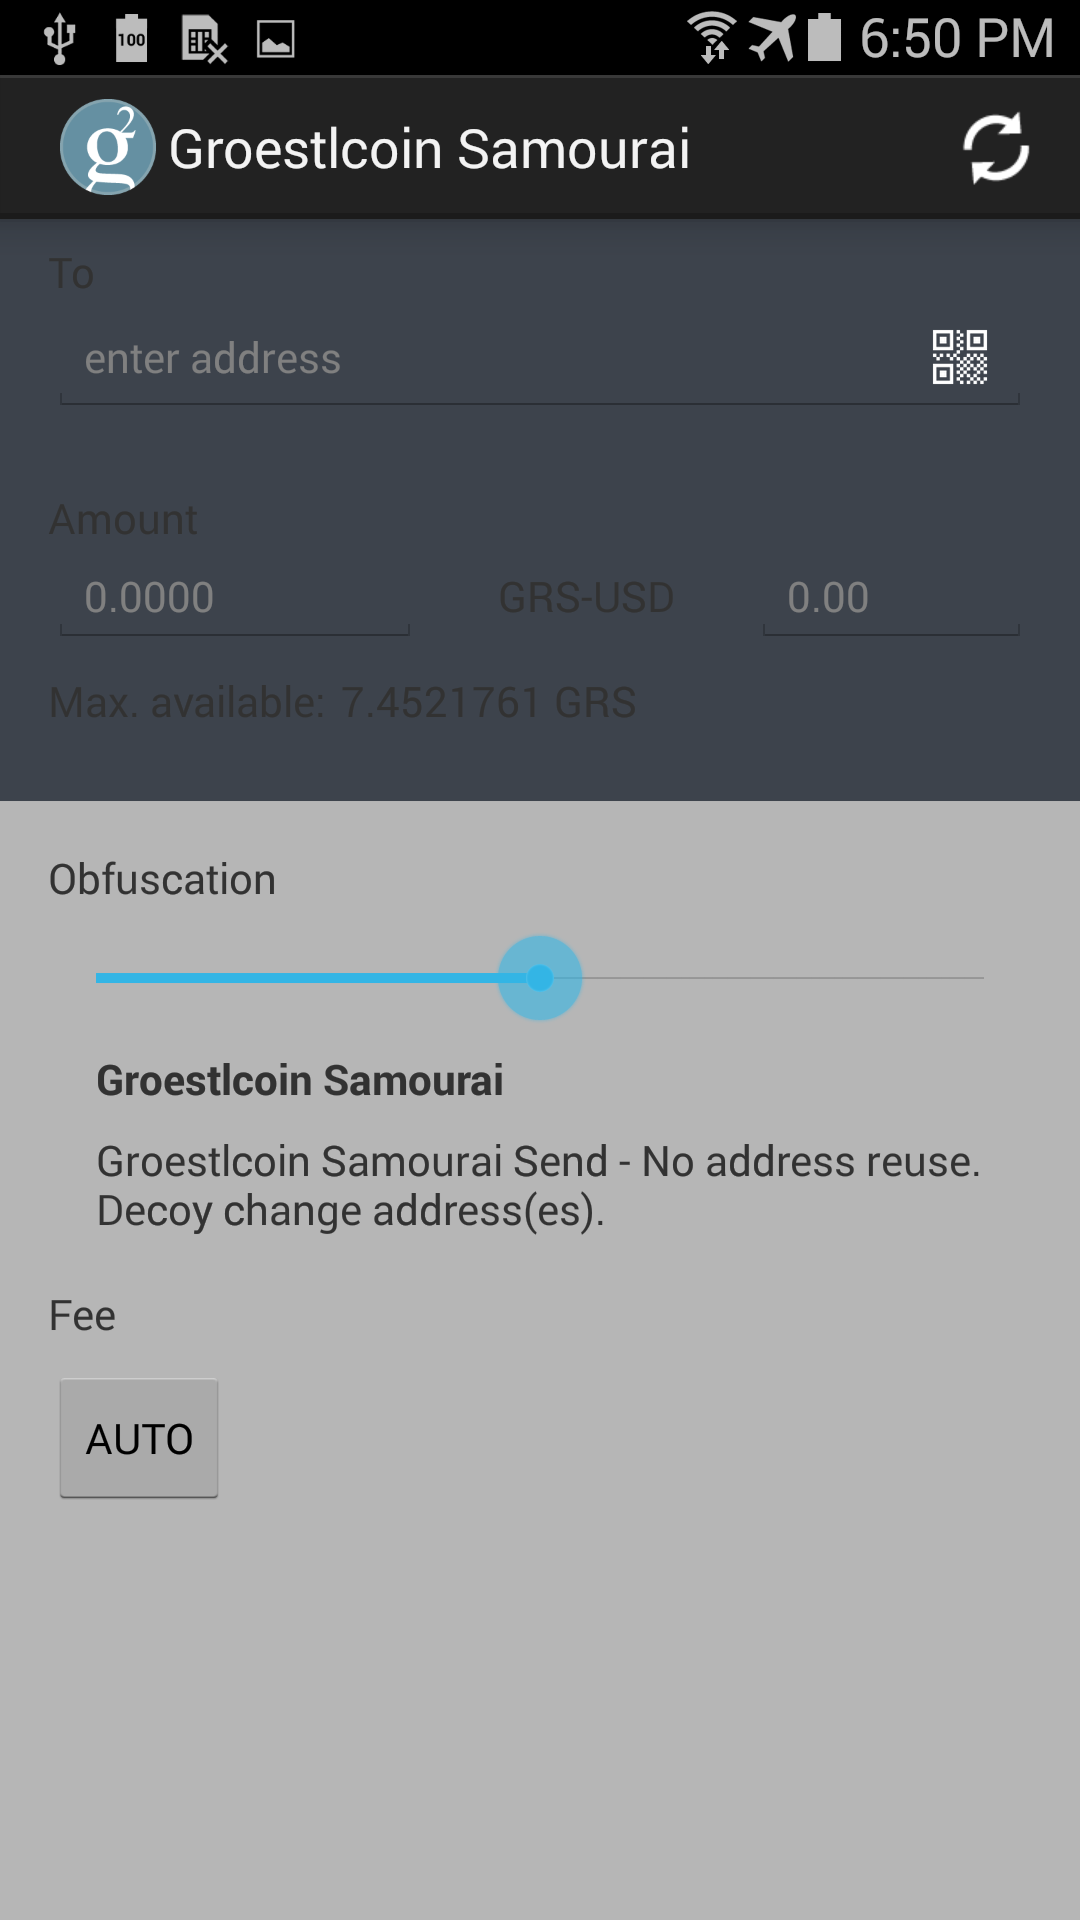 100
6:50 PM
g2
Groestlcoin Samourai
To
enter address
Amount
0.0000 GRS-USD 0.00
Max. available: 7.4521761 GRS
Obfuscation
Groestlcoin Samourai
Groestlcoin Samourai Send - No address reuse.
Decoy change address(es).
Fee
AUTO